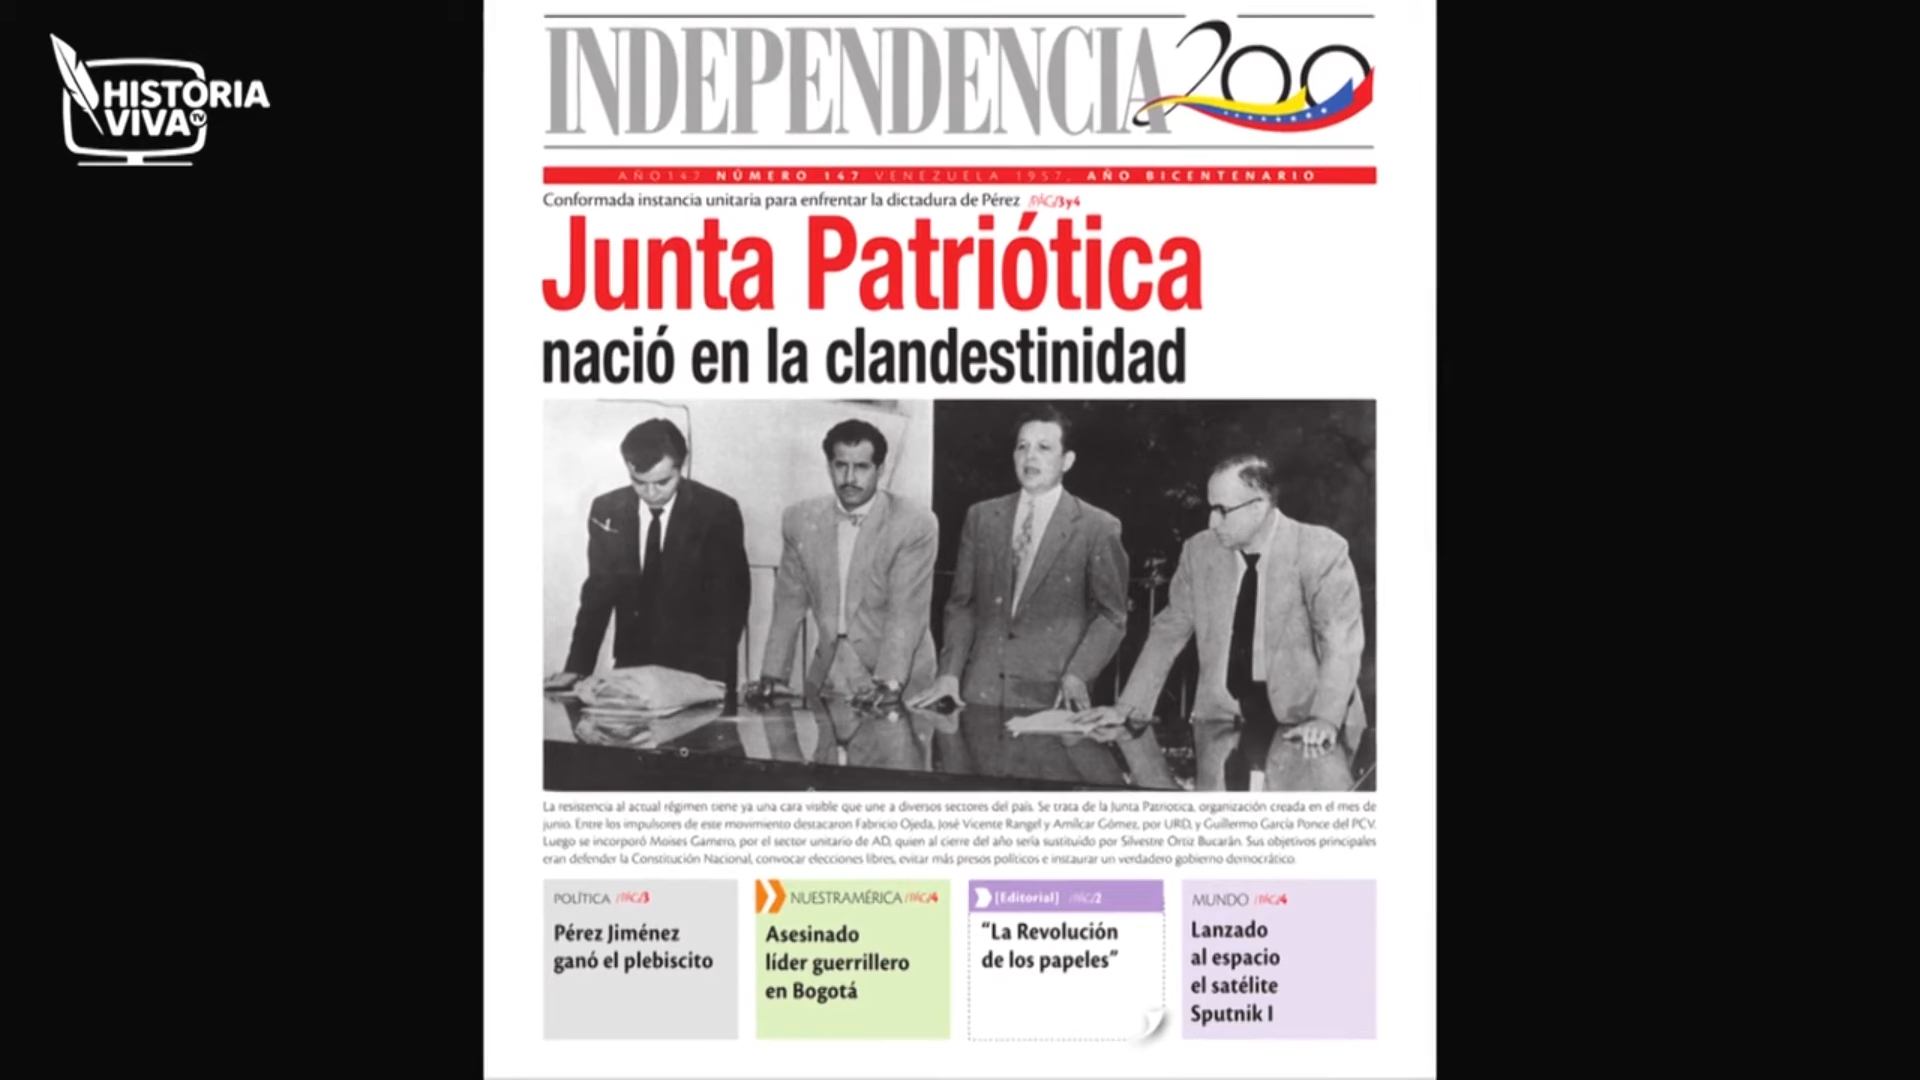 HISTORIA
VIVA TV
INDEPENDENCIA 200
AÑO 147 NÚMERO 147 VENEZUELA 1957, AÑO BICENTENARIO
Conformada instancia unitaria para enfrentar la dictadura de Pérez /PÁG/3y4
Junta Patriótica
nació en la clandestinidad
La resistencia al actual régimen tiene ya una cara visible que une a diversos sectores del país. Se trata de la Junta Patriotica, organización creada en el mes de
junio. Entre los impulsores de este movimiento destacaron Fabricio Ojeda, José Vicente Rangel y Amílcar Gómez, por URD, y Guillermo García Ponce del PCV.
Luego se incorporó Moises Gamero, por el sector unitario de AD, quien al cierre del año sería sustituido por Silvestre Ortiz Bucarán. Sus objetivos principales
eran defender la Constitución Nacional, convocar elecciones libres, evitar más presos políticos e instaurar un verdadero gobierno democrático.
POLÍTICA /PÁG/3
Pérez Jiménez
ganó el plebiscito
NUESTRAMÉRICA /PÁG/4
Asesinado
líder guerrillero
en Bogotá
[Editorial] /PÁG/2
“La Revolución
de los papeles”
MUNDO /PÁG/4
Lanzado
al espacio
el satélite
Sputnik I